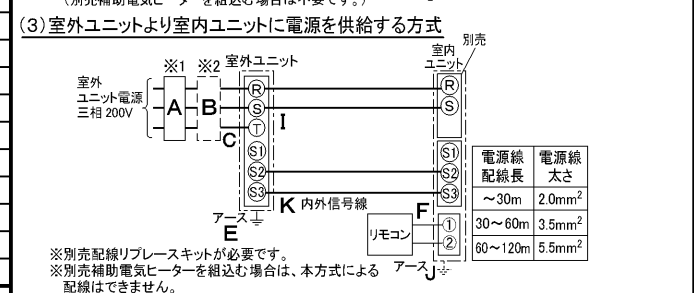 (別売補助電気ヒーターを組込む場合は不要です。)
(3)室外ユニットより室内ユニットに電源を供給する方式
別売
※1 ※2 室外ユニット
室内
ユニット
室外
ユニット電源
三相 200V
A
B
C
R
S
T
S1
S2
S3
I
R
S
S1
S2
S3
K 内外信号線
アース
E
F
リモコン
1
2
アース
J
電源線
配線長
電源線
太さ
~30m 2.0mm²
30~60m 3.5mm²
60~120m 5.5mm²
※別売配線リプレースキットが必要です。
※別売補助電気ヒーターを組込む場合は、本方式による
配線はできません。